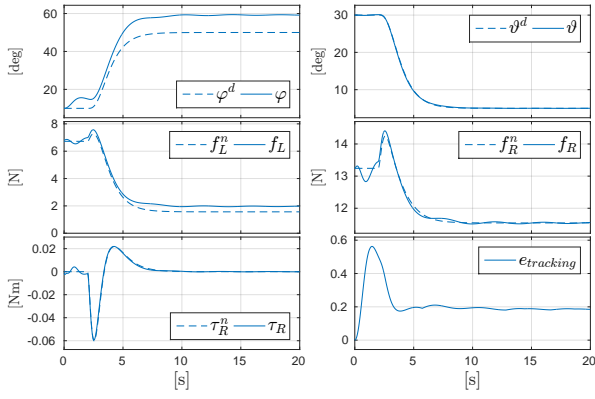 60
40
20
[deg]
φ^d φ
30
20
10
[deg]
ϑ^d ϑ
8
6
4
2
0
[N]
f_L^n f_L
14
13
12
[N]
f_R^n f_R
0.02
0
-0.02
-0.04
-0.06
[Nm]
τ_R^n τ_R
0 5 10 15 20
[s]
0.6
0.4
0.2
0
e_{tracking}
0 5 10 15 20
[s]